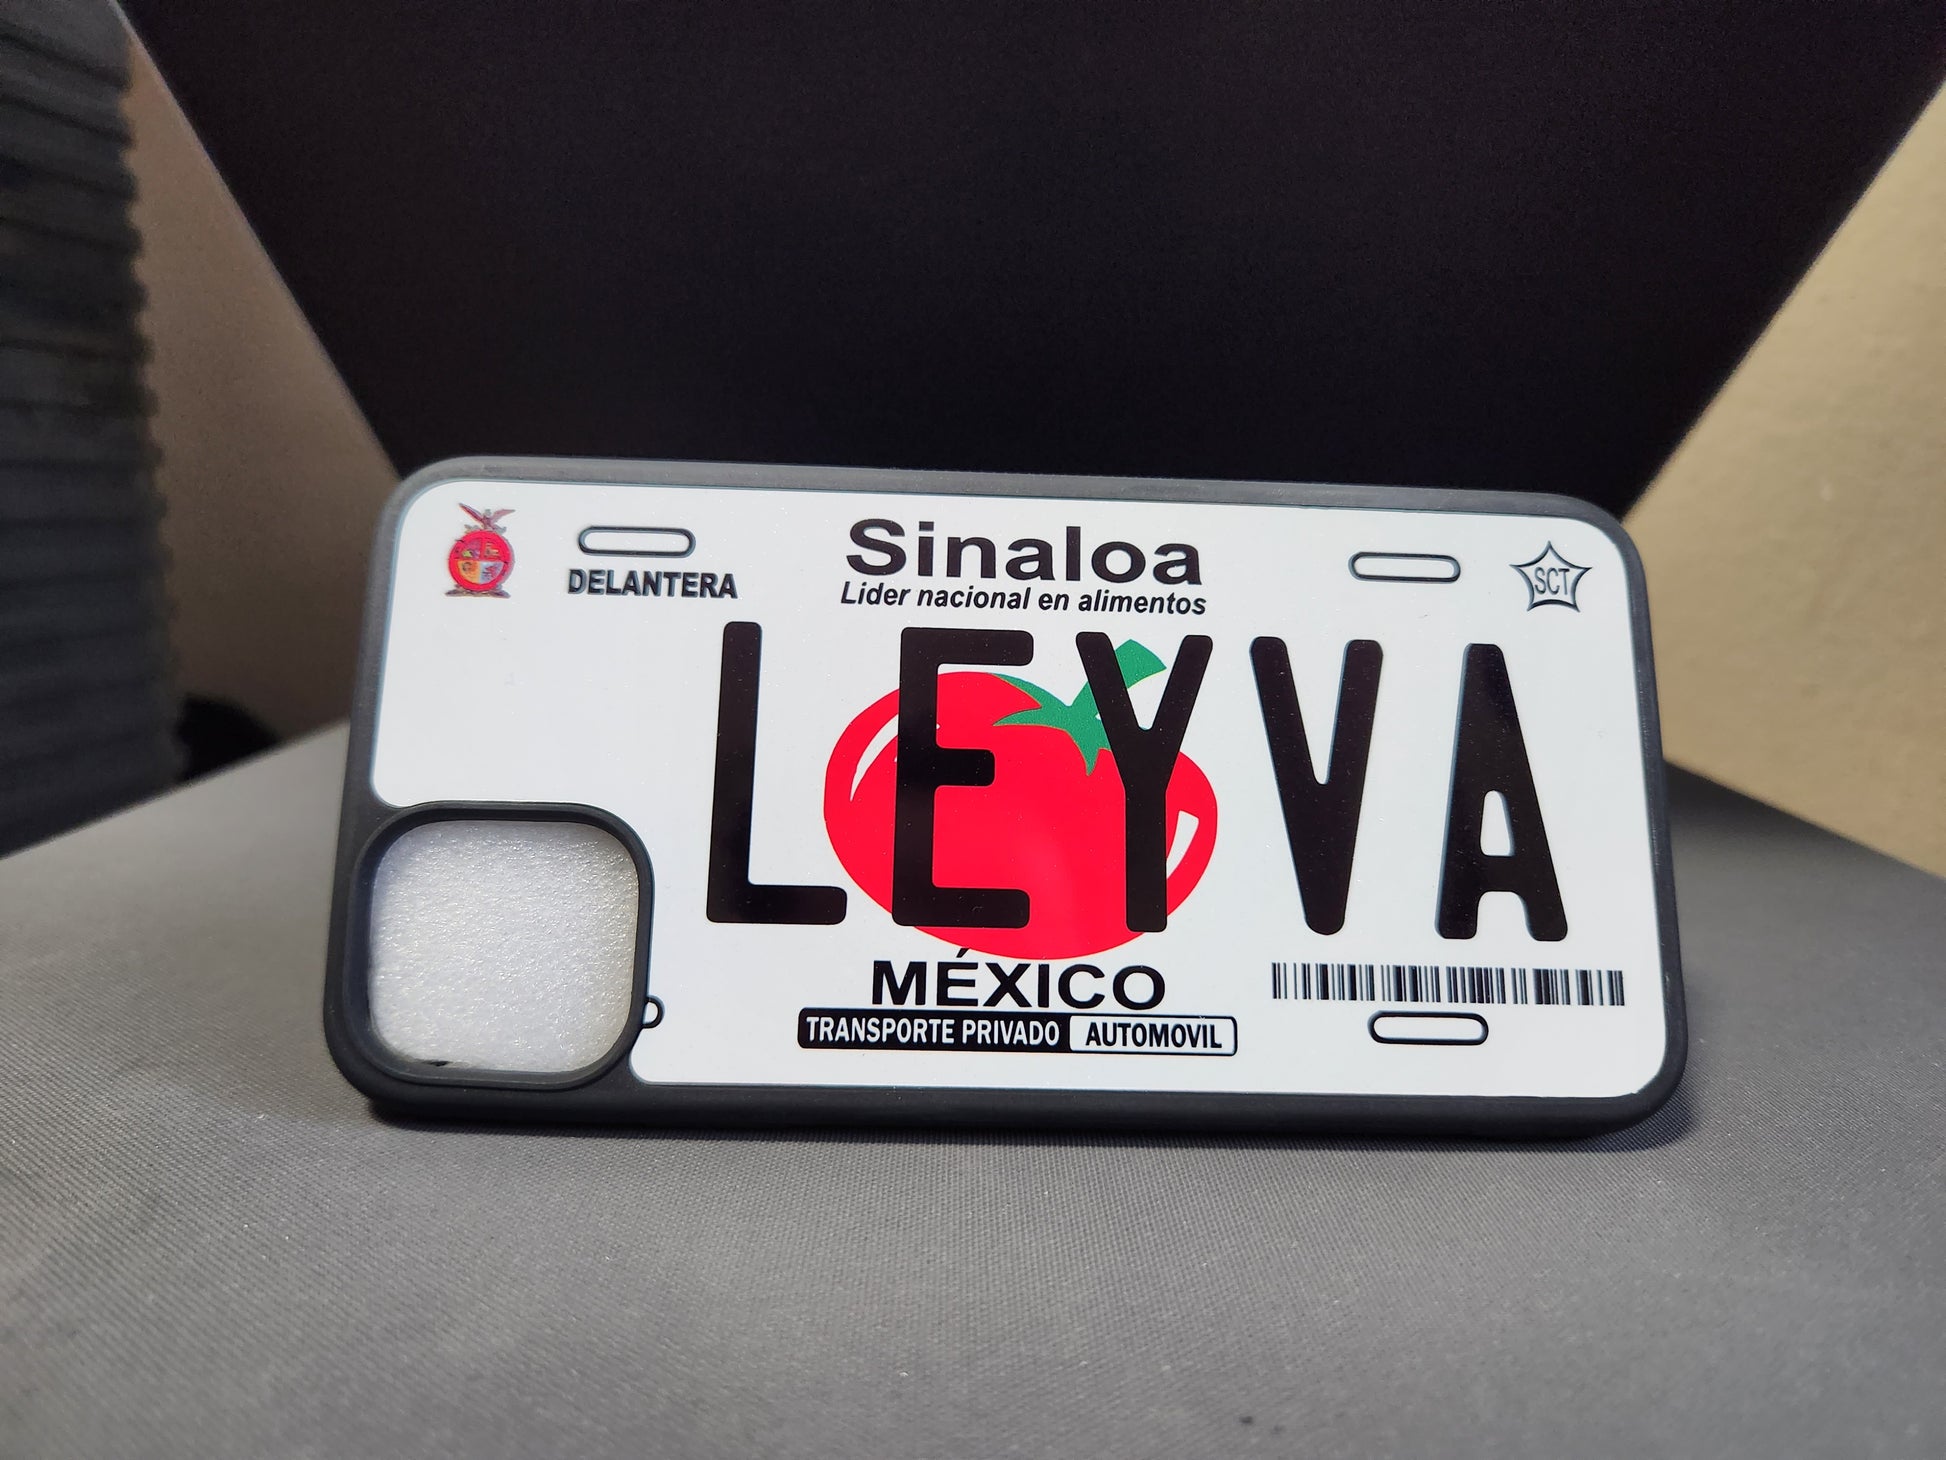 Sinaloa
DELANTERA
Lider nacional en alimentos
SCT
LEYVA
MÉXICO
TRANSPORTE PRIVADO AUTOMOVIL